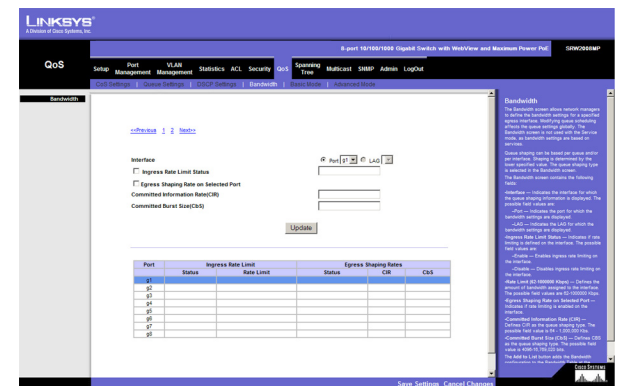 LINKSYS®
A Division of Cisco Systems, Inc.
8-port 10/100/1000 Gigabit Switch with WebView and Maximum Power PoE SRW2008MP
QoS
Setup Port Management VLAN Management Statistics ACL Security QoS Spanning Tree Multicast SNMP Admin LogOut
CoS Settings | Queue Settings | DSCP Settings | Bandwidth | Basic Mode | Advanced Mode
Bandwidth
<<Previous 1 2 Next>>
Interface Port g1 LAG
Ingress Rate Limit Status
Egress Shaping Rate on Selected Port
Committed Information Rate(CIR)
Committed Burst Size(CbS)
Update
Port Ingress Rate Limit Egress Shaping Rates
Status Rate Limit Status CIR CbS
g1
g2
g3
g4
g5
g6
g7
g8
Bandwidth
The Bandwidth screen allows network managers
to define the bandwidth settings for a specified
egress interface. Modifying queue scheduling
affects the queue settings globally. The
Bandwidth screen is not used with the Service
mode, as bandwidth settings are based on
services.
Queue shaping can be based per queue and/or
per interface. Shaping is determined by the
lower specified value. The queue shaping type
is selected in the Bandwidth screen.
The Bandwidth screen contains the following
fields:
-Interface — Indicates the interface for which
the queue shaping information is displayed. The
possible field values are:
-Port — Indicates the port for which the
bandwidth settings are displayed.
-LAG — Indicates the LAG for which the
bandwidth settings are displayed.
-Ingress Rate Limit Status — Indicates if rate
limiting is defined on the interface. The possible
field values are:
-Enable — Enables ingress rate limiting on
the interface.
-Disable — Disables ingress rate limiting on
the interface.
-Rate Limit (62-1000000 Kbps) — Defines the
amount of bandwidth assigned to the interface.
The possible field values are 62-1000000 Kbps.
-Egress Shaping Rate on Selected Port —
Indicates if rate limiting is enabled on the
interface.
-Committed Information Rate (CIR) —
Defines CIR as the queue shaping type. The
possible field value is 64 - 1,000,000 Kbs.
-Committed Burst Size (CbS) — Defines CBS
as the queue shaping type. The possible field
value is 4096-16,769,020 bits.
The Add to List button adds the Bandwidth
configuration to the Bandwidth Table at the
Save Settings Cancel Changes
CISCO SYSTEMS